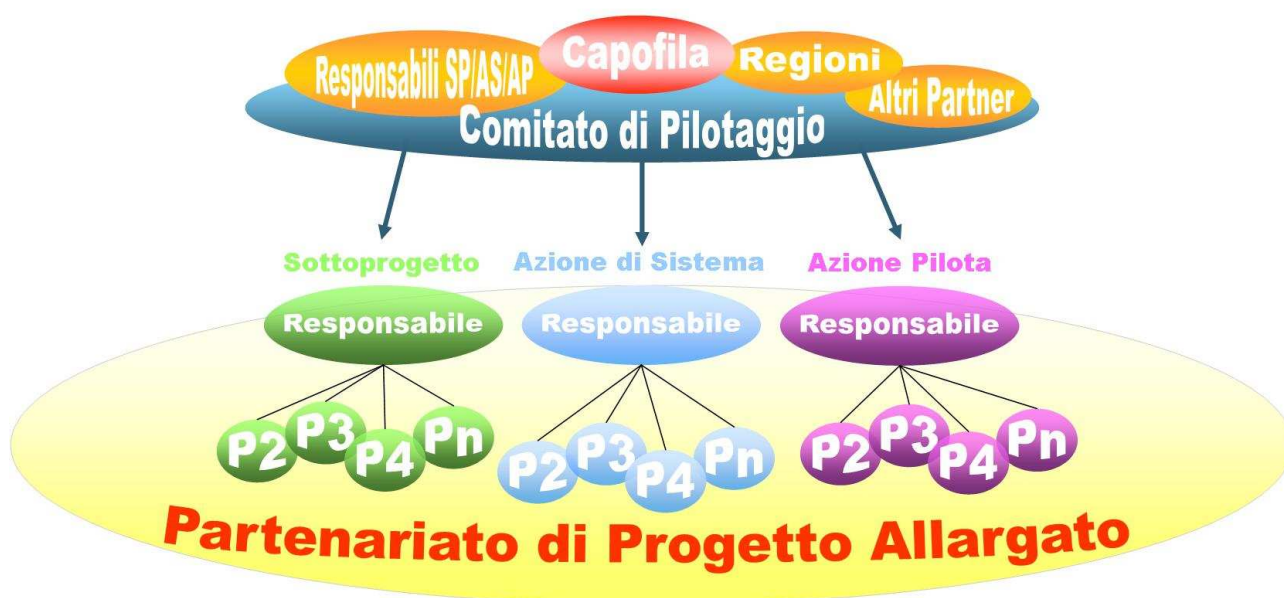 Responsabili SP/AS/AP
Capofila
Regioni
Altri Partner
Comitato di Pilotaggio
Sottoprogetto
Azione di Sistema
Azione Pilota
Responsabile
Responsabile
Responsabile
P2
P3
P4
Pn
P2
P3
P4
Pn
P2
P3
P4
Pn
Partenariato di Progetto Allargato